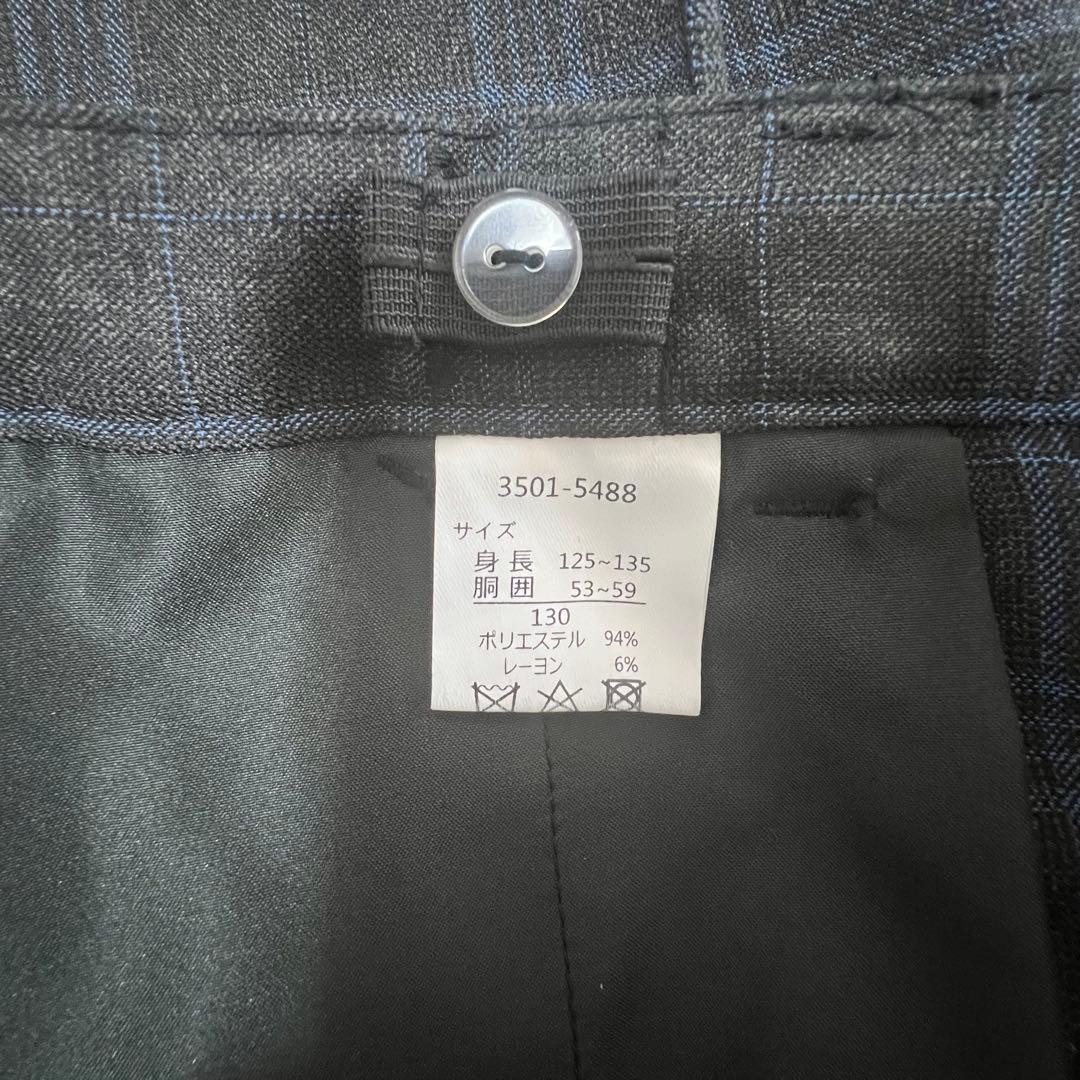 3501-5488
サイズ
身長 125~135
胴囲 53~59
130
ポリエステル 94%
レーヨン 6%